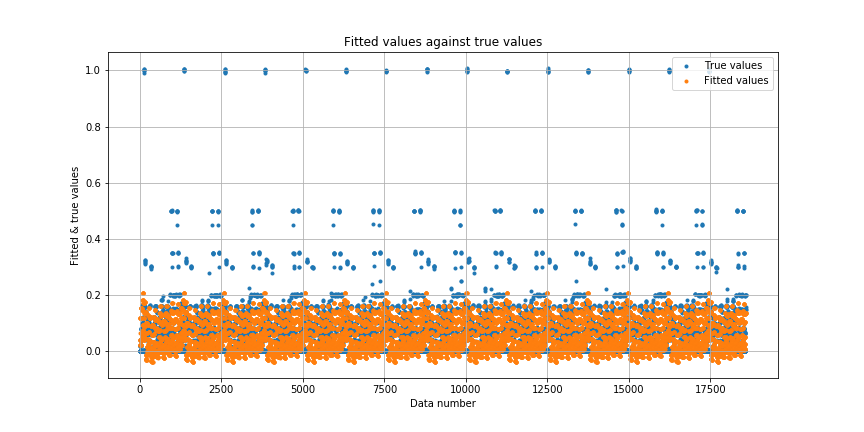 Fitted values against true values
True values
Fitted values
Fitted & true values
1.0
0.8
0.6
0.4
0.2
0.0
0
2500
5000
7500
10000
12500
15000
17500
Data number